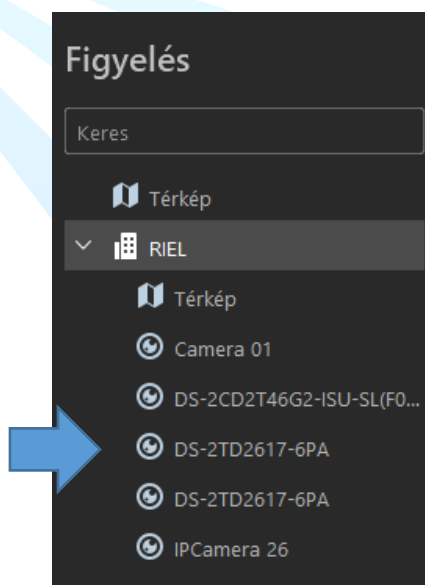 Figyelés
Keres
Térkép
RIEL
Térkép
Camera 01
DS-2CD2T46G2-ISU-SL(F0...
DS-2TD2617-6PA
DS-2TD2617-6PA
IPCamera 26